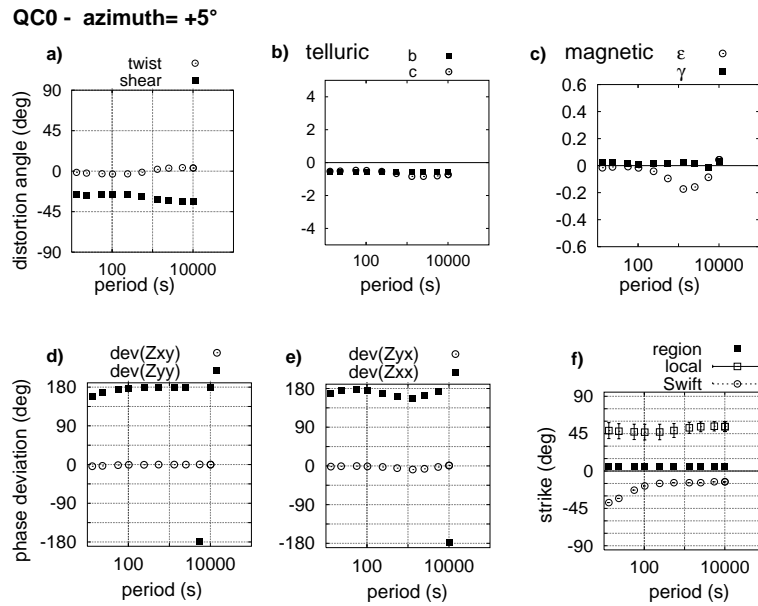 QC0 - azimuth= +5°
a)
twist
shear
90
45
0
-45
-90
distortion angle (deg)
100
10000
period (s)
b) telluric
b
c
4
2
0
-2
-4
100
10000
period (s)
c) magnetic
ε
γ
0.6
0.4
0.2
0
-0.2
-0.4
-0.6
100
10000
period (s)
d)
dev(Zxy)
dev(Zyy)
180
90
0
-90
-180
phase deviation (deg)
100
10000
period (s)
e)
dev(Zyx)
dev(Zxx)
180
90
0
-90
-180
100
10000
period (s)
f)
region
local
Swift
90
45
0
-45
-90
strike (deg)
100
10000
period (s)